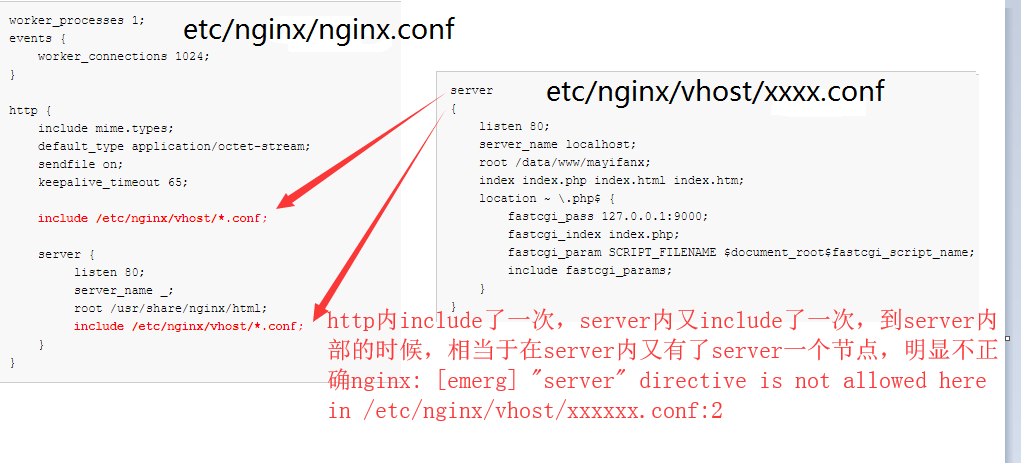 etc/nginx/nginx.conf
worker_processes 1;
events {
worker_connections 1024;
}
http {
include mime.types;
default_type application/octet-stream;
sendfile on;
keepalive_timeout 65;
include /etc/nginx/vhost/*.conf;
server {
listen 80;
server_name _;
root /usr/share/nginx/html;
include /etc/nginx/vhost/*.conf;
}
}
etc/nginx/vhost/xxxx.conf
server
{
listen 80;
server_name localhost;
root /data/www/mayifanx;
index index.php index.html index.htm;
location ~ \.php$ {
fastcgi_pass 127.0.0.1:9000;
fastcgi_index index.php;
fastcgi_param SCRIPT_FILENAME $document_root$fastcgi_script_name;
include fastcgi_params;
}
}
http内include了一次，server内又include了一次，到server内
部的时候，相当于在server内又有了server一个节点，明显不正
确nginx: [emerg] "server" directive is not allowed here
in /etc/nginx/vhost/xxxxxx.conf:2